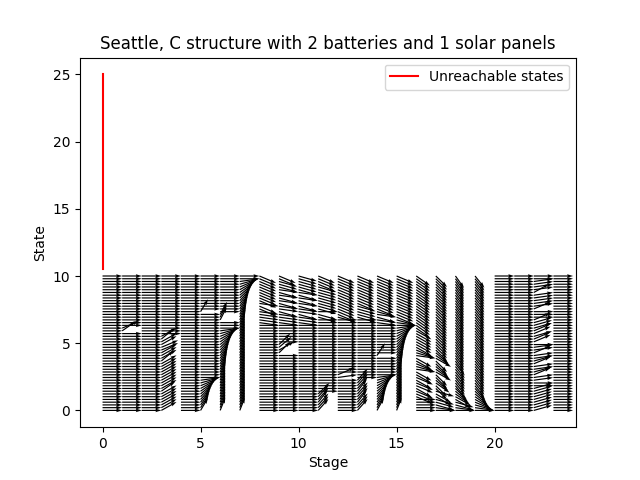 Seattle, C structure with 2 batteries and 1 solar panels
Unreachable states
25
20
15
10
5
0
State
0
5
10
15
20
Stage